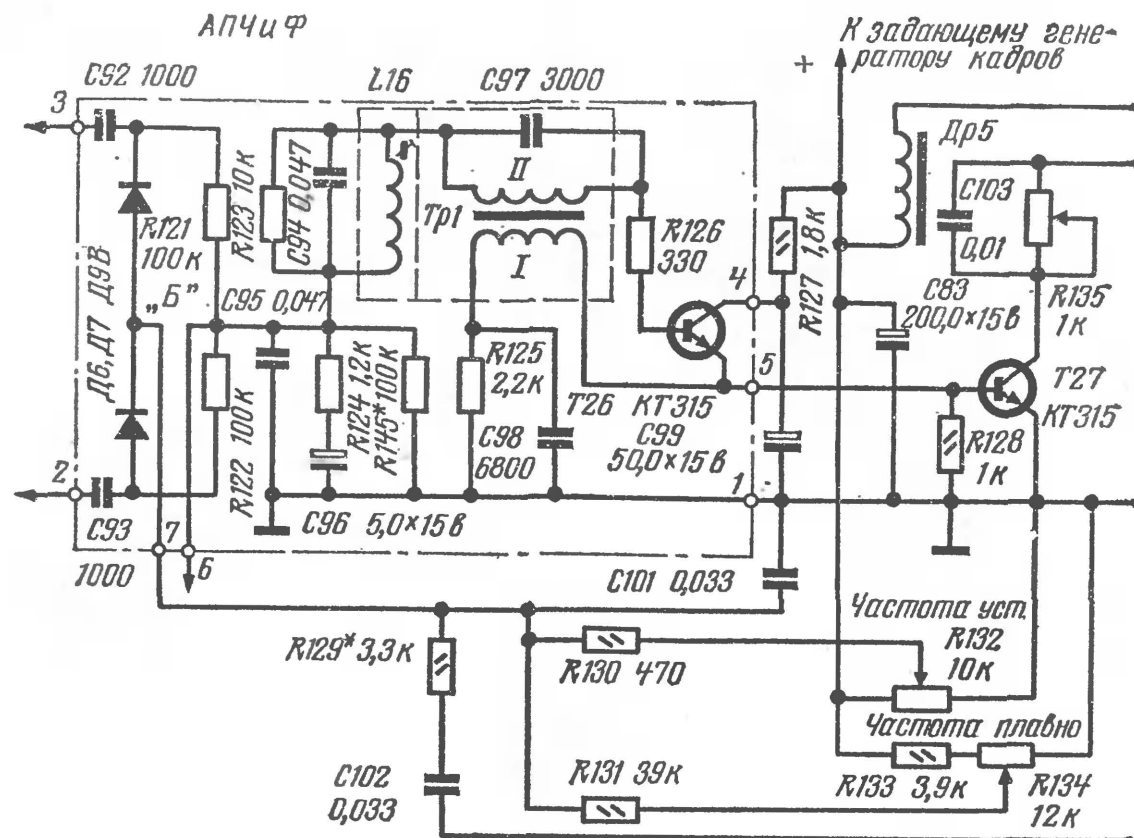 АПЧиФ
К задающему гене-
ратору кадров
+
С92 1000
3
L16
С97 3000
Др5
II
Тр1
I
R121
100к
R123 10к
С94 0,047
R126
330
R127 1,8к
С103
0,01
R135
1к
Д6, Д7 Д9В
„Б"
С95 0,047
4
С83
200,0×15в
R122 100к
R124 1,2к
R145*100к
R125
2,2к
Т26
КТ315
5
Т27
КТ315
С98
6800
С99
50,0×15в
R128
1к
2
С93
1000
7
6
С96
5,0×15в
1
С101 0,033
Частота уст.
R132
10к
R129* 3,3к
R130 470
Частота плавно
С102
0,033
R131 39к
R133 3,9к
R134
12к